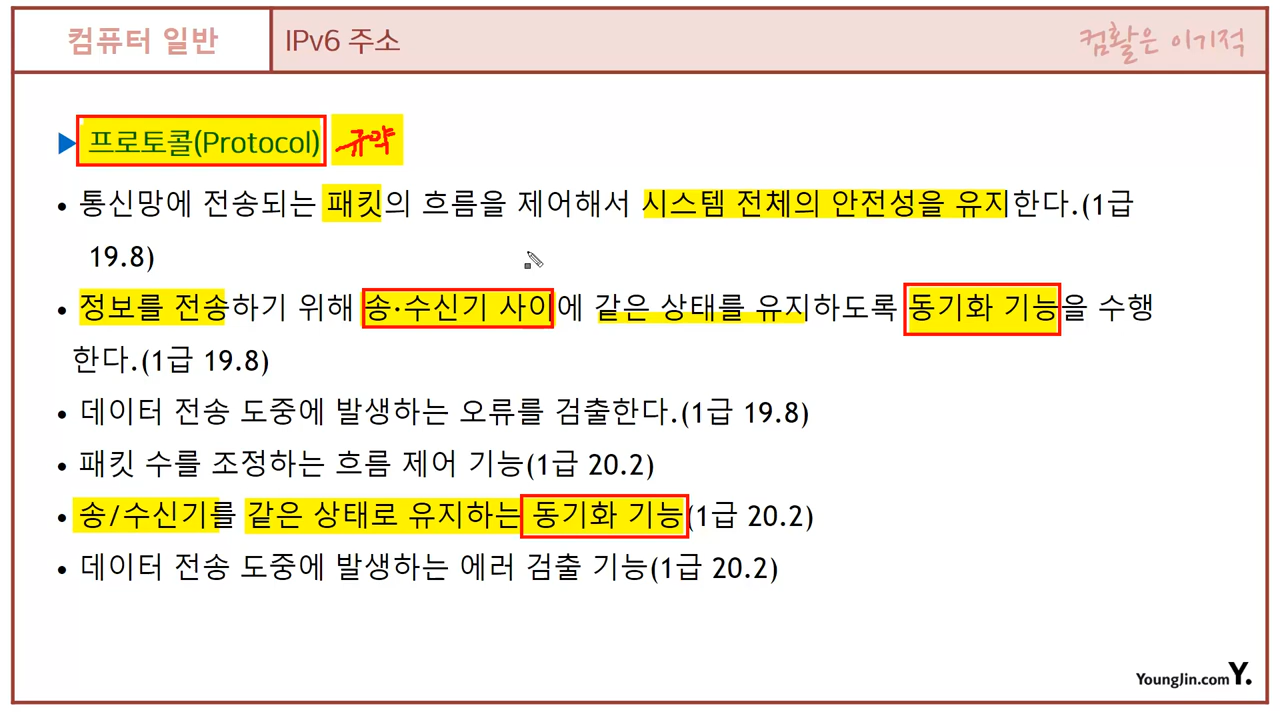 컴퓨터 일반
IPv6 주소
컴활은 이기적
프로토콜(Protocol) 규약
• 통신망에 전송되는 패킷의 흐름을 제어해서 시스템 전체의 안전성을 유지한다.(1급
19.8)
• 정보를 전송하기 위해 송·수신기 사이에 같은 상태를 유지하도록 동기화 기능을 수행
한다.(1급 19.8)
• 데이터 전송 도중에 발생하는 오류를 검출한다.(1급 19.8)
• 패킷 수를 조정하는 흐름 제어 기능(1급 20.2)
• 송/수신기를 같은 상태로 유지하는 동기화 기능(1급 20.2)
• 데이터 전송 도중에 발생하는 에러 검출 기능(1급 20.2)
YoungJin.com Y.